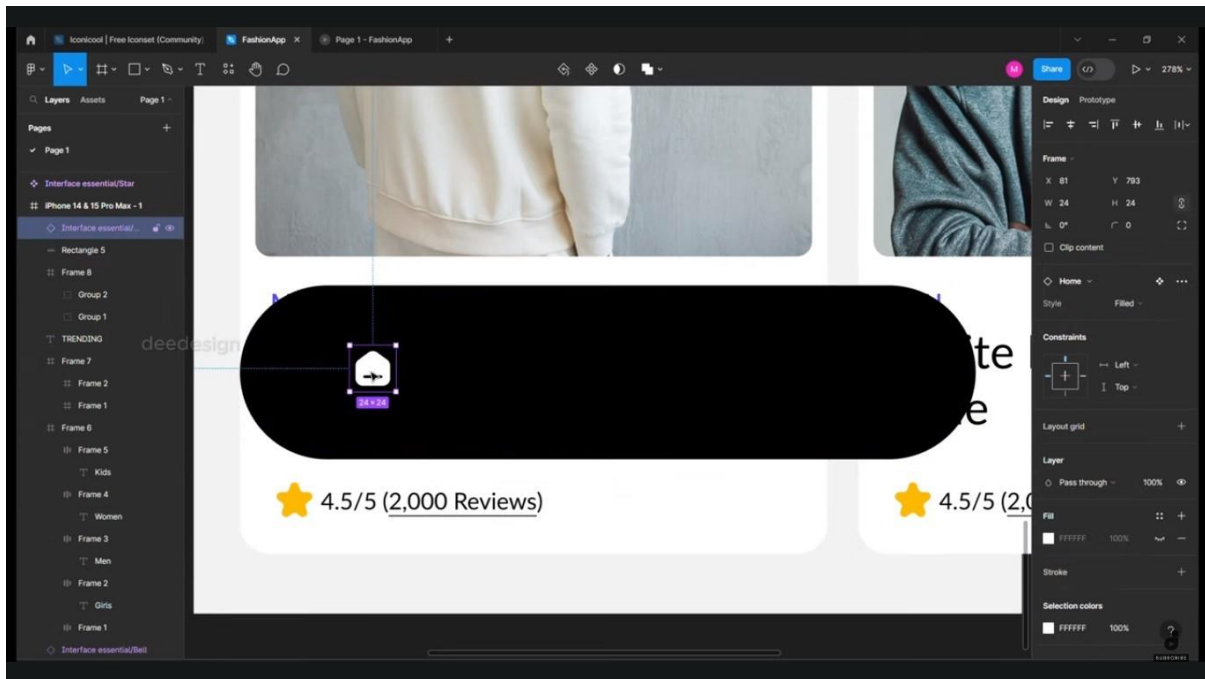 Iconicool | Free Iconset (Community)
FashionApp
Page 1 - FashionApp
M
Share
278%
Layers Assets Page 1
Pages
Page 1
Interface essential/Star
iPhone 14 & 15 Pro Max - 1
Interface essential/...
Rectangle 5
Frame 8
Group 2
Group 1
TRENDING
Frame 7
Frame 2
Frame 1
Frame 6
Frame 5
Kids
Frame 4
Women
Frame 3
Men
Frame 2
Girls
Frame 1
Interface essential/Bell
deedesign
24 × 24
4.5/5 (2,000 Reviews)
ite
e
4.5/5 (2,0
Design Prototype
Frame
X 81 Y 793
W 24 H 24
0° 0
Clip content
Home
Style Filled
Constraints
Left
Top
Layout grid
Layer
Pass through 100%
Fill
FFFFFF 100%
Stroke
Selection colors
FFFFFF 100%
?
SUBSCRIBE